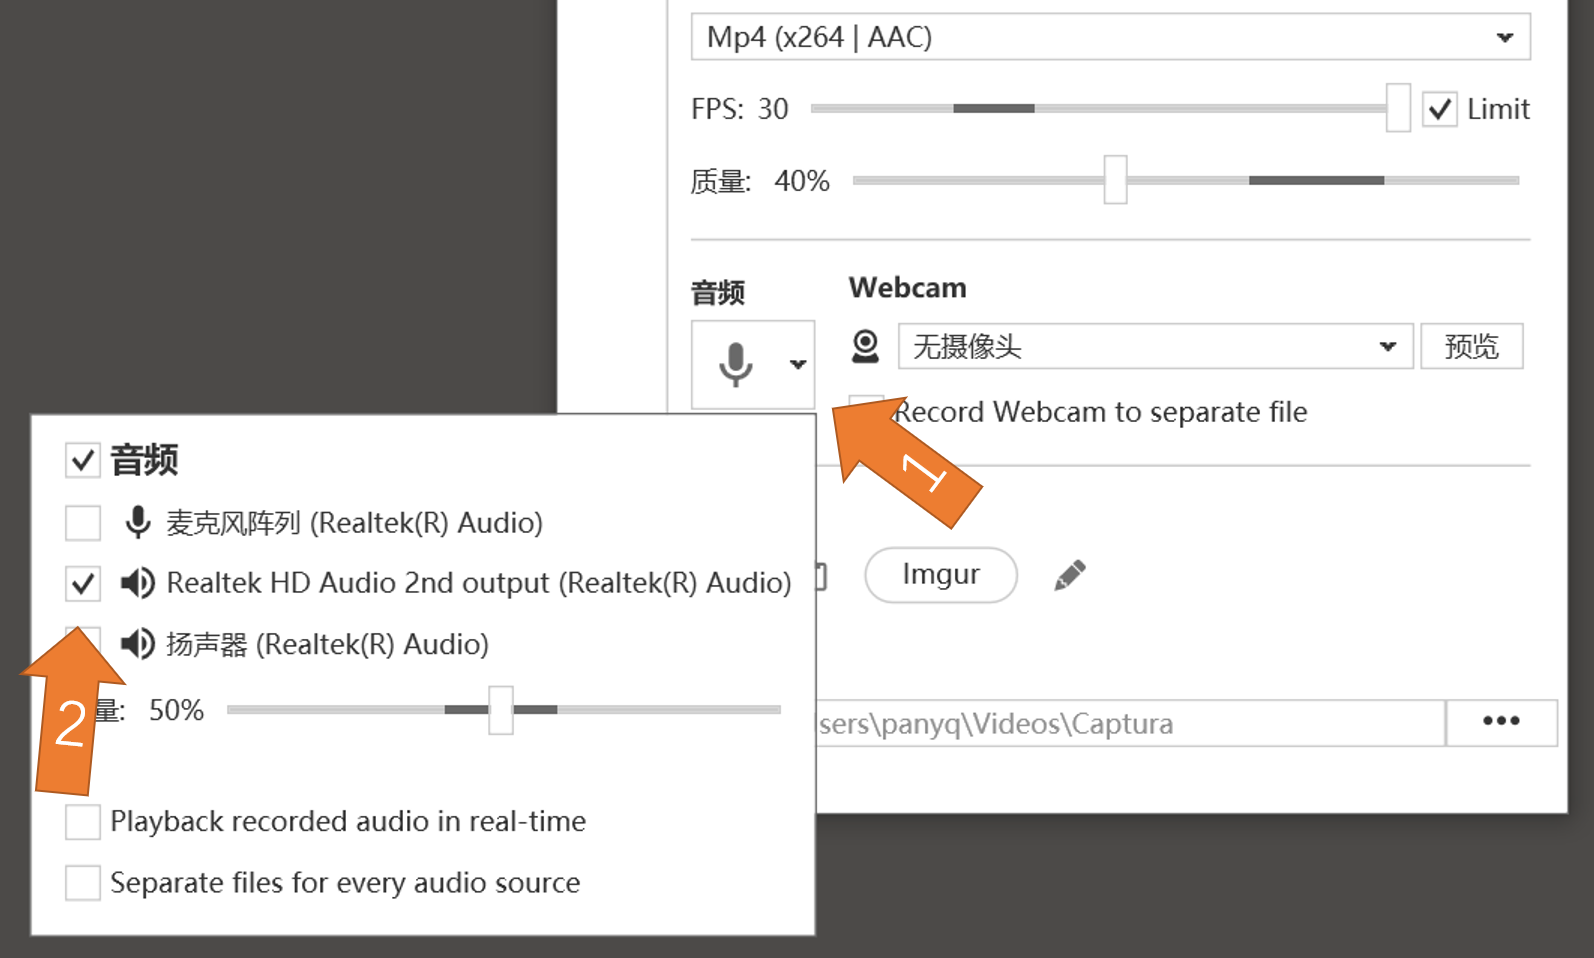 Mp4 (x264 | AAC)
FPS: 30
Limit
质量: 40%
音频
Webcam
无摄像头
预览
Record Webcam to separate file
1
音频
麦克风阵列 (Realtek(R) Audio)
Realtek HD Audio 2nd output (Realtek(R) Audio)
扬声器 (Realtek(R) Audio)
量: 50%
2
Playback recorded audio in real-time
Separate files for every audio source
Imgur
sers\panyq\Videos\Captura
•••